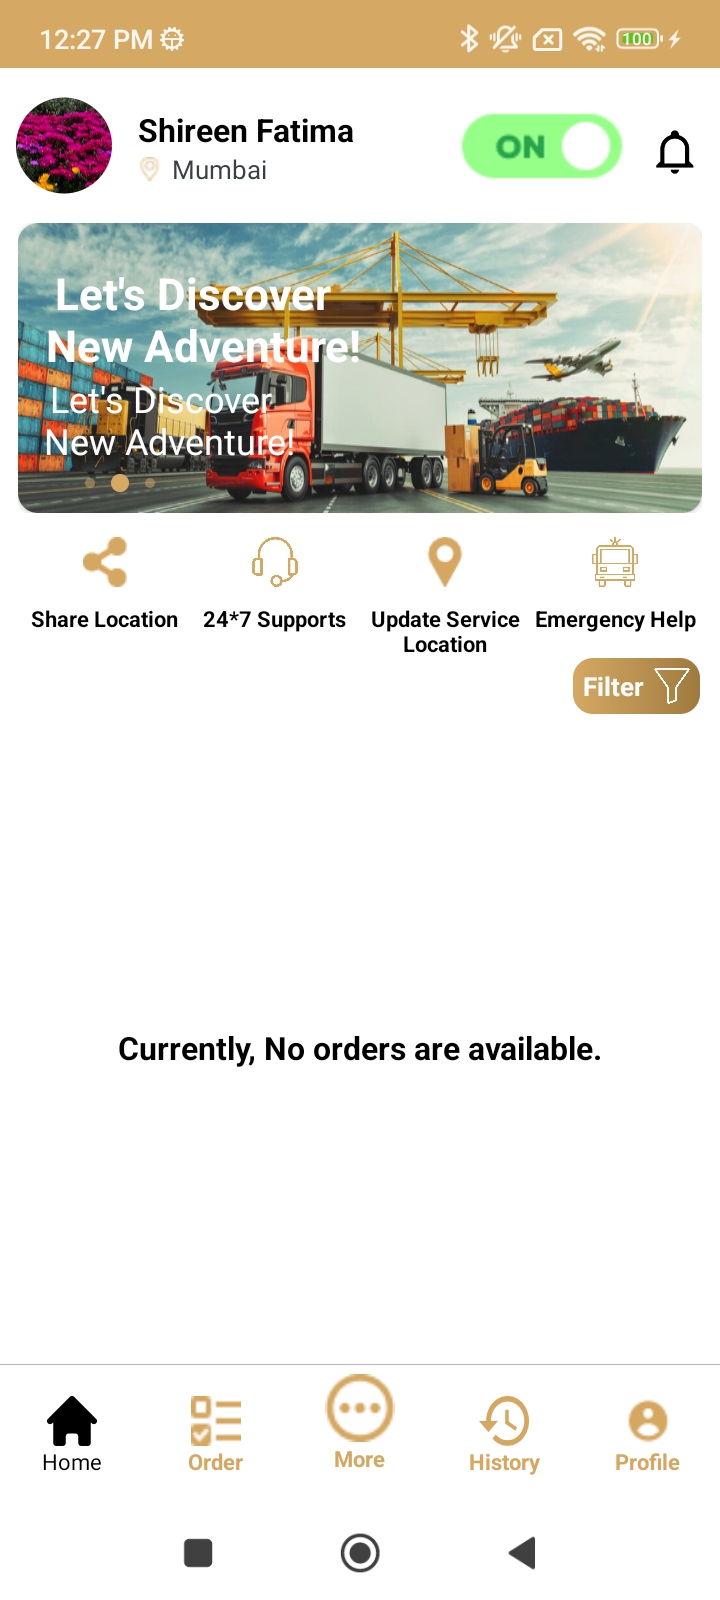 12:27 PM
100
Shireen Fatima
Mumbai
ON
Let's Discover
New Adventure!
Let's Discover
New Adventure!
Share Location
24*7 Supports
Update Service
Location
Emergency Help
Filter
Currently, No orders are available.
Home
Order
More
History
Profile